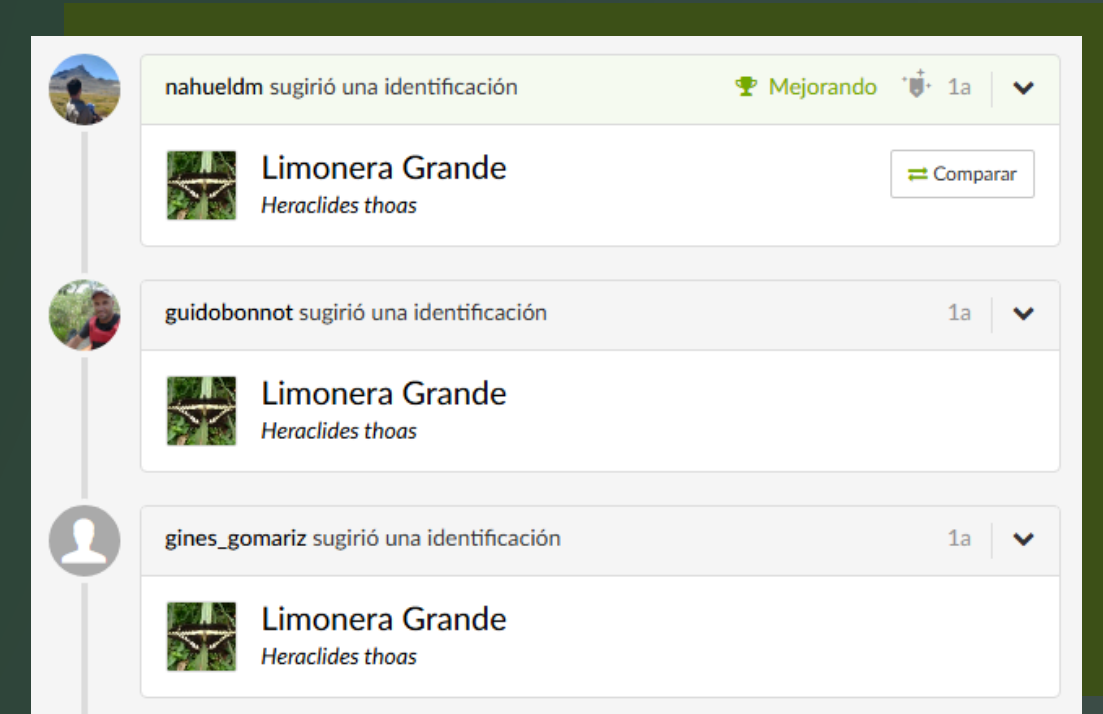 nahueldm sugirió una identificación Mejorando 1a
Limonera Grande
Comparar
Heraclides thoas
guidobonnot sugirió una identificación 1a
Limonera Grande
Heraclides thoas
gines_gomariz sugirió una identificación 1a
Limonera Grande
Heraclides thoas